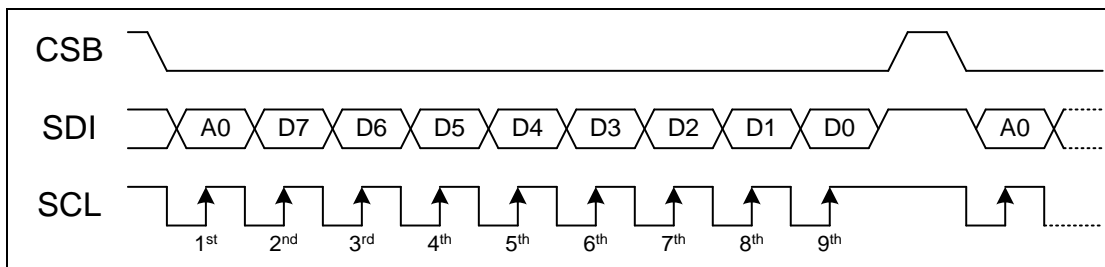 CSB
SDI A0 D7 D6 D5 D4 D3 D2 D1 D0 A0
SCL
1st 2nd 3rd 4th 5th 6th 7th 8th 9th